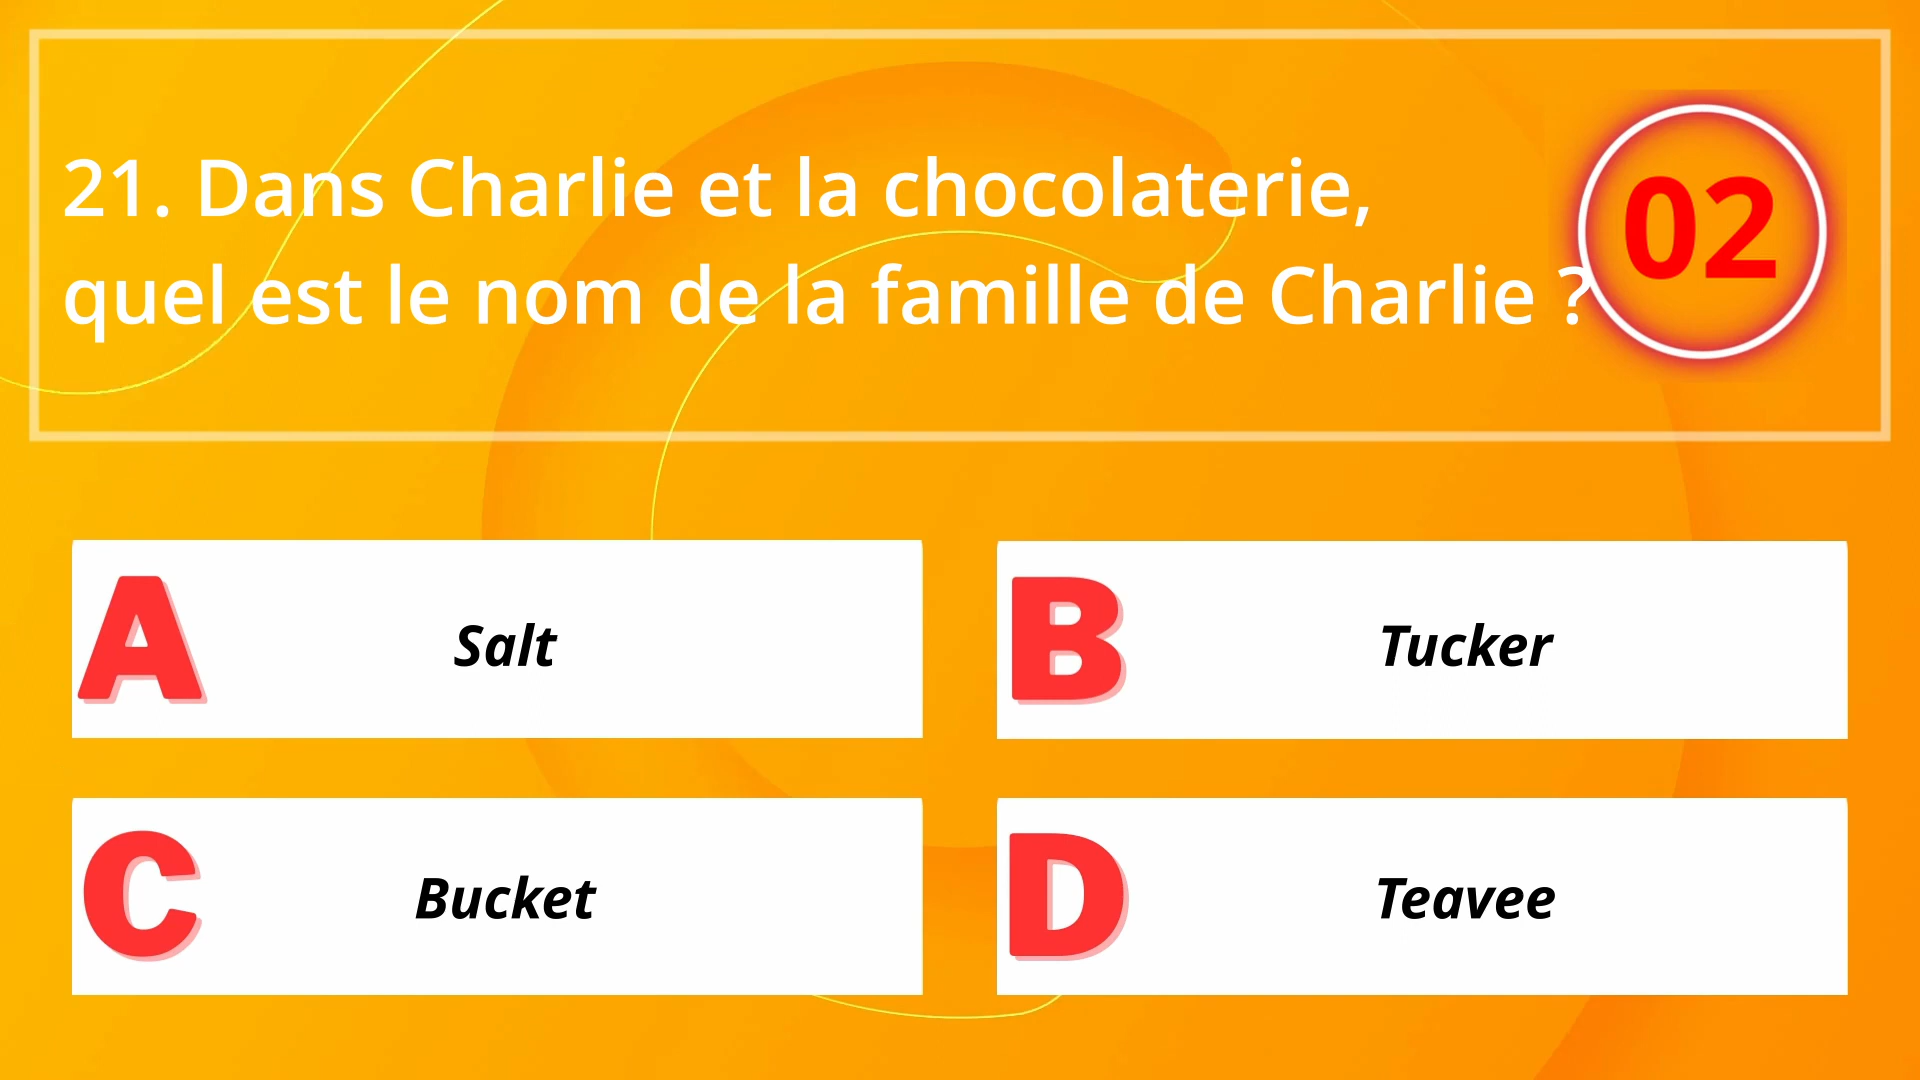 21. Dans Charlie et la chocolaterie,
quel est le nom de la famille de Charlie ?
02
A
Salt
B
Tucker
C
Bucket
D
Teavee